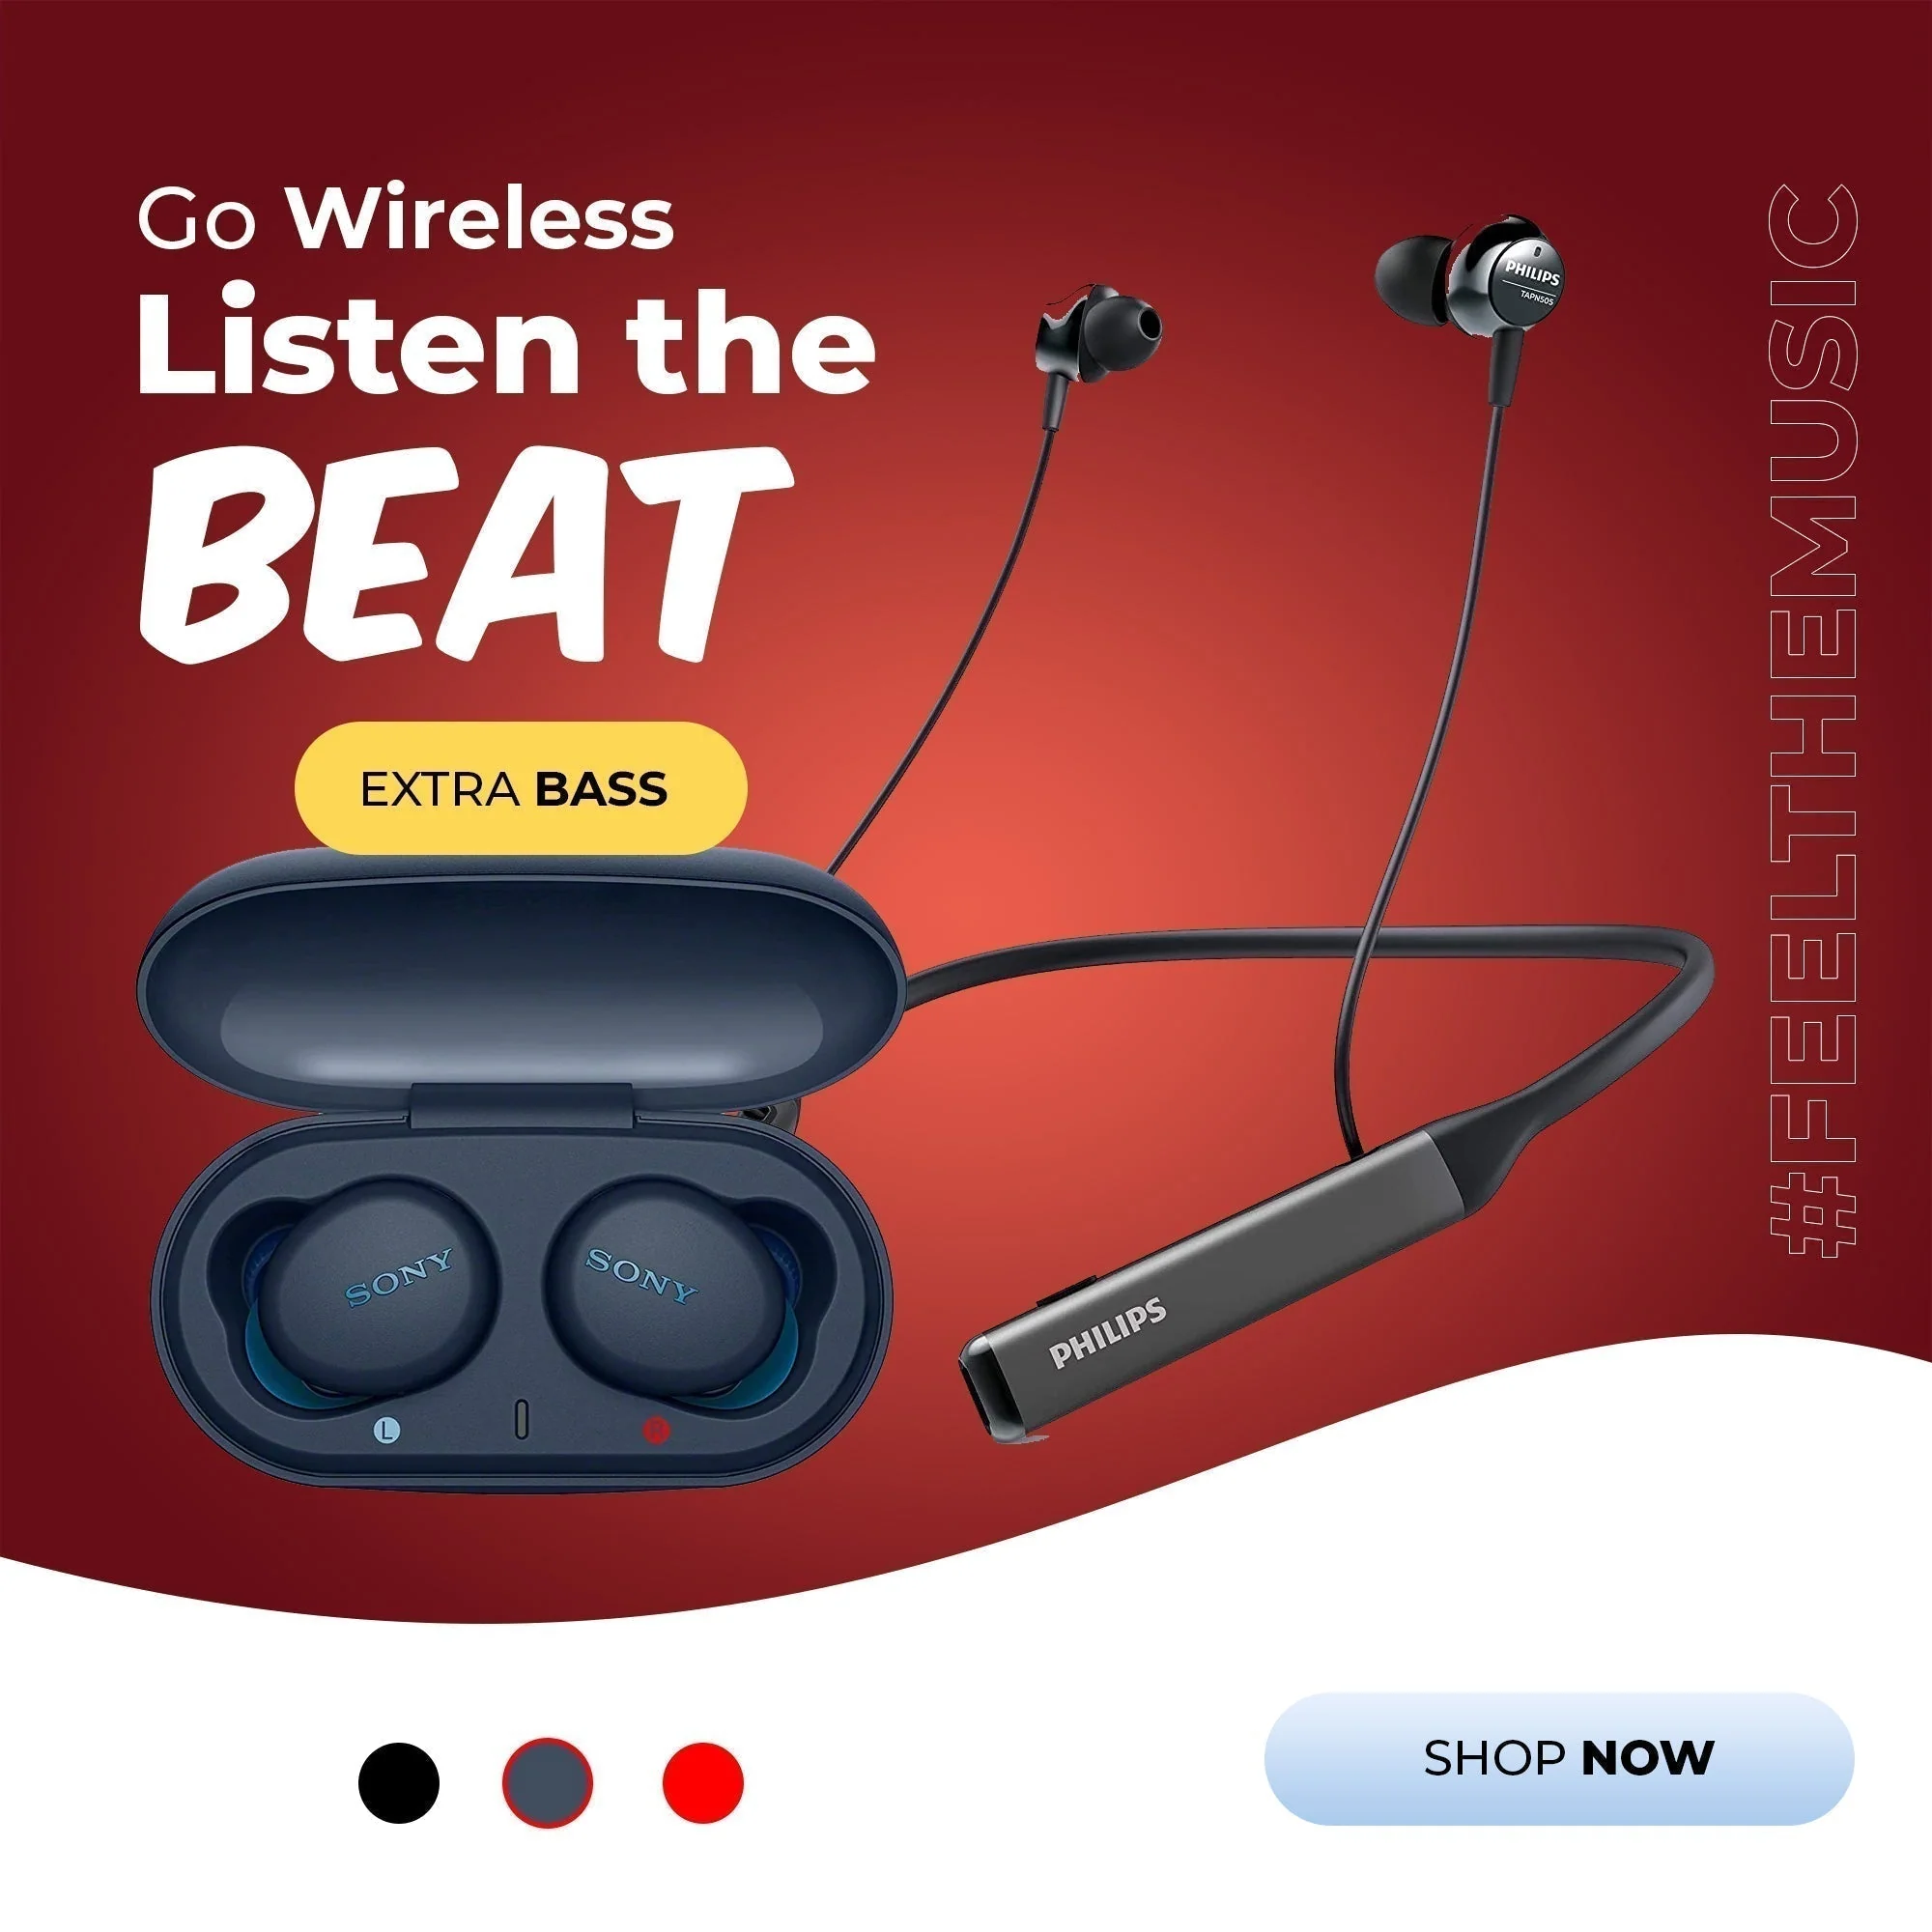 Go Wireless
Listen the
BEAT
EXTRA BASS
PHILIPS
TAPN505
#FEELTHEMUSIC
SONY
SONY
L
R
PHILIPS
SHOP NOW